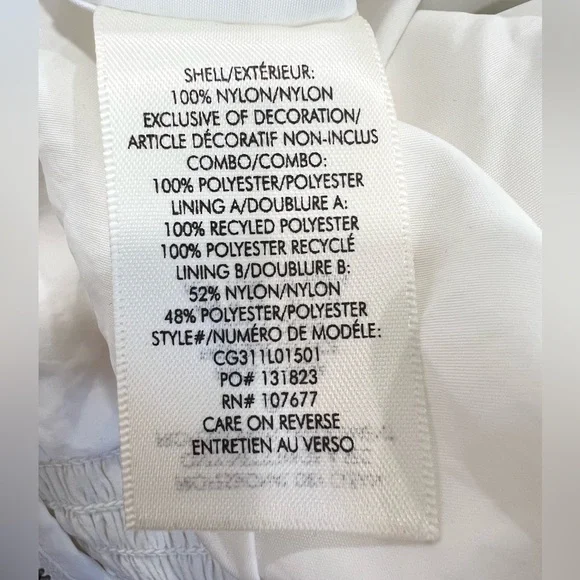 SHELL/EXTÉRIEUR:
100% NYLON/NYLON
EXCLUSIVE OF DECORATION/
ARTICLE DÉCORATIF NON-INCLUS
COMBO/COMBO:
100% POLYESTER/POLYESTER
LINING A/DOUBLURE A:
100% RECYLED POLYESTER
100% POLYESTER RECYCLÉ
LINING B/DOUBLURE B:
52% NYLON/NYLON
48% POLYESTER/POLYESTER
STYLE#/NUMÉRO DE MODÉLE:
CG311L01501
PO# 131823
RN# 107677
CARE ON REVERSE
ENTRETIEN AU VERSO